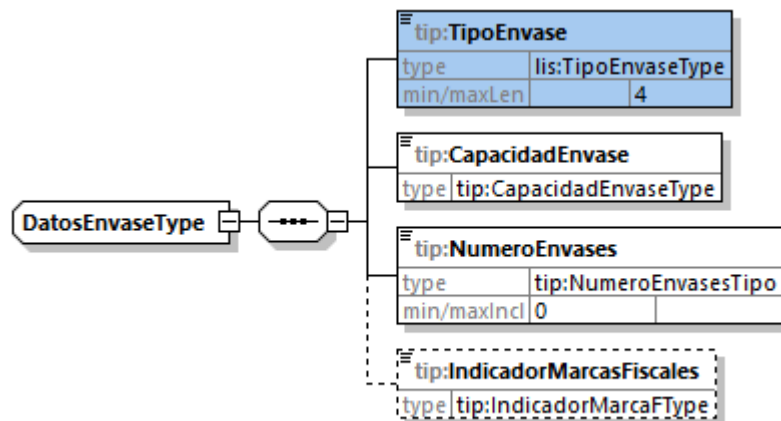 tip:TipoEnvase
type lis:TipoEnvaseType
min/maxLen 4
tip:CapacidadEnvase
type tip:CapacidadEnvaseType
DatosEnvaseType
tip:NumeroEnvases
type tip:NumeroEnvasesTipo
min/maxIncl 0
tip:IndicadorMarcasFiscales
type tip:IndicadorMarcaFType